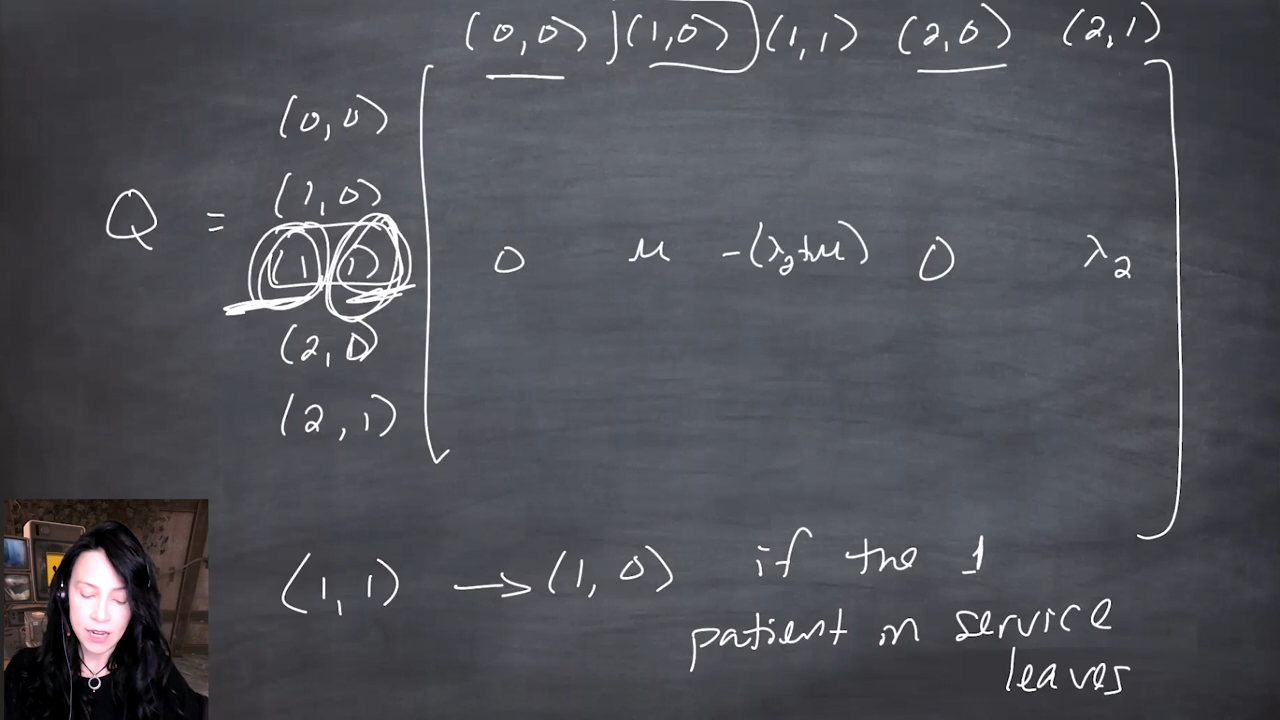 (0,0) (1,0) (1,1) (2,0) (2,1)
(0,0)
(1,0)
Q = (1,1) 0 μ -(λ₂+μ) 0 λ₂
(2,0)
(2,1)
(1,1) → (1,0) if the 1
patient in service
leaves